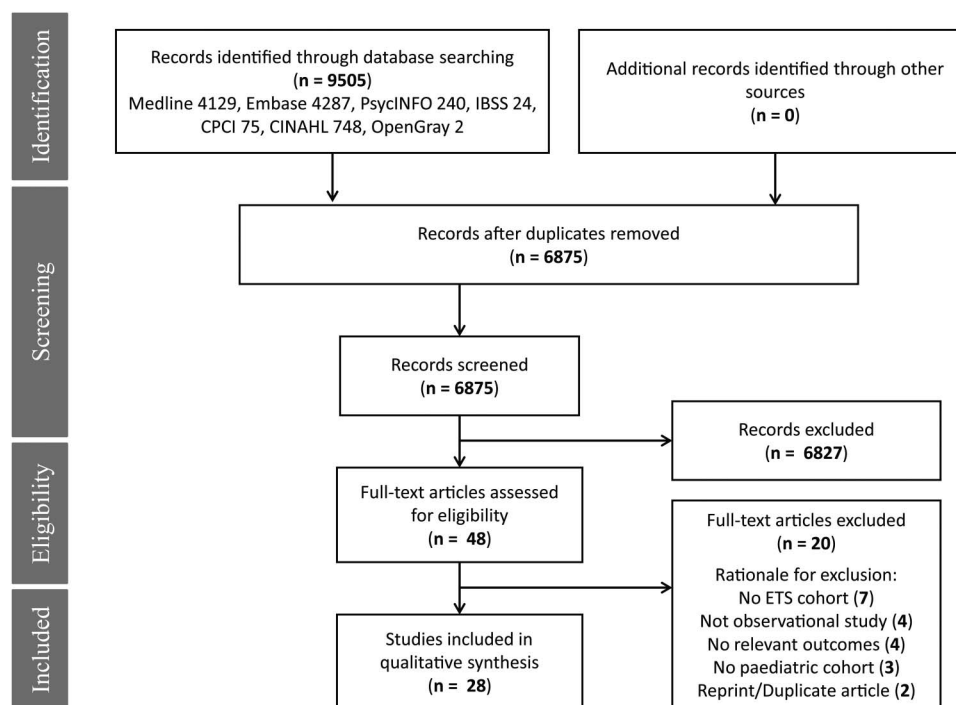 Identification
Records identified through database searching
(n = 9505)
Medline 4129, Embase 4287, PsycINFO 240, IBSS 24,
CPCI 75, CINAHL 748, OpenGray 2
Additional records identified through other
sources
(n = 0)
Screening
Records after duplicates removed
(n = 6875)
Records screened
(n = 6875)
Records excluded
(n = 6827)
Eligibility
Full-text articles assessed
for eligibility
(n = 48)
Full-text articles excluded
(n = 20)
Rationale for exclusion:
No ETS cohort (7)
Not observational study (4)
No relevant outcomes (4)
No paediatric cohort (3)
Reprint/Duplicate article (2)
Included
Studies included in
qualitative synthesis
(n = 28)